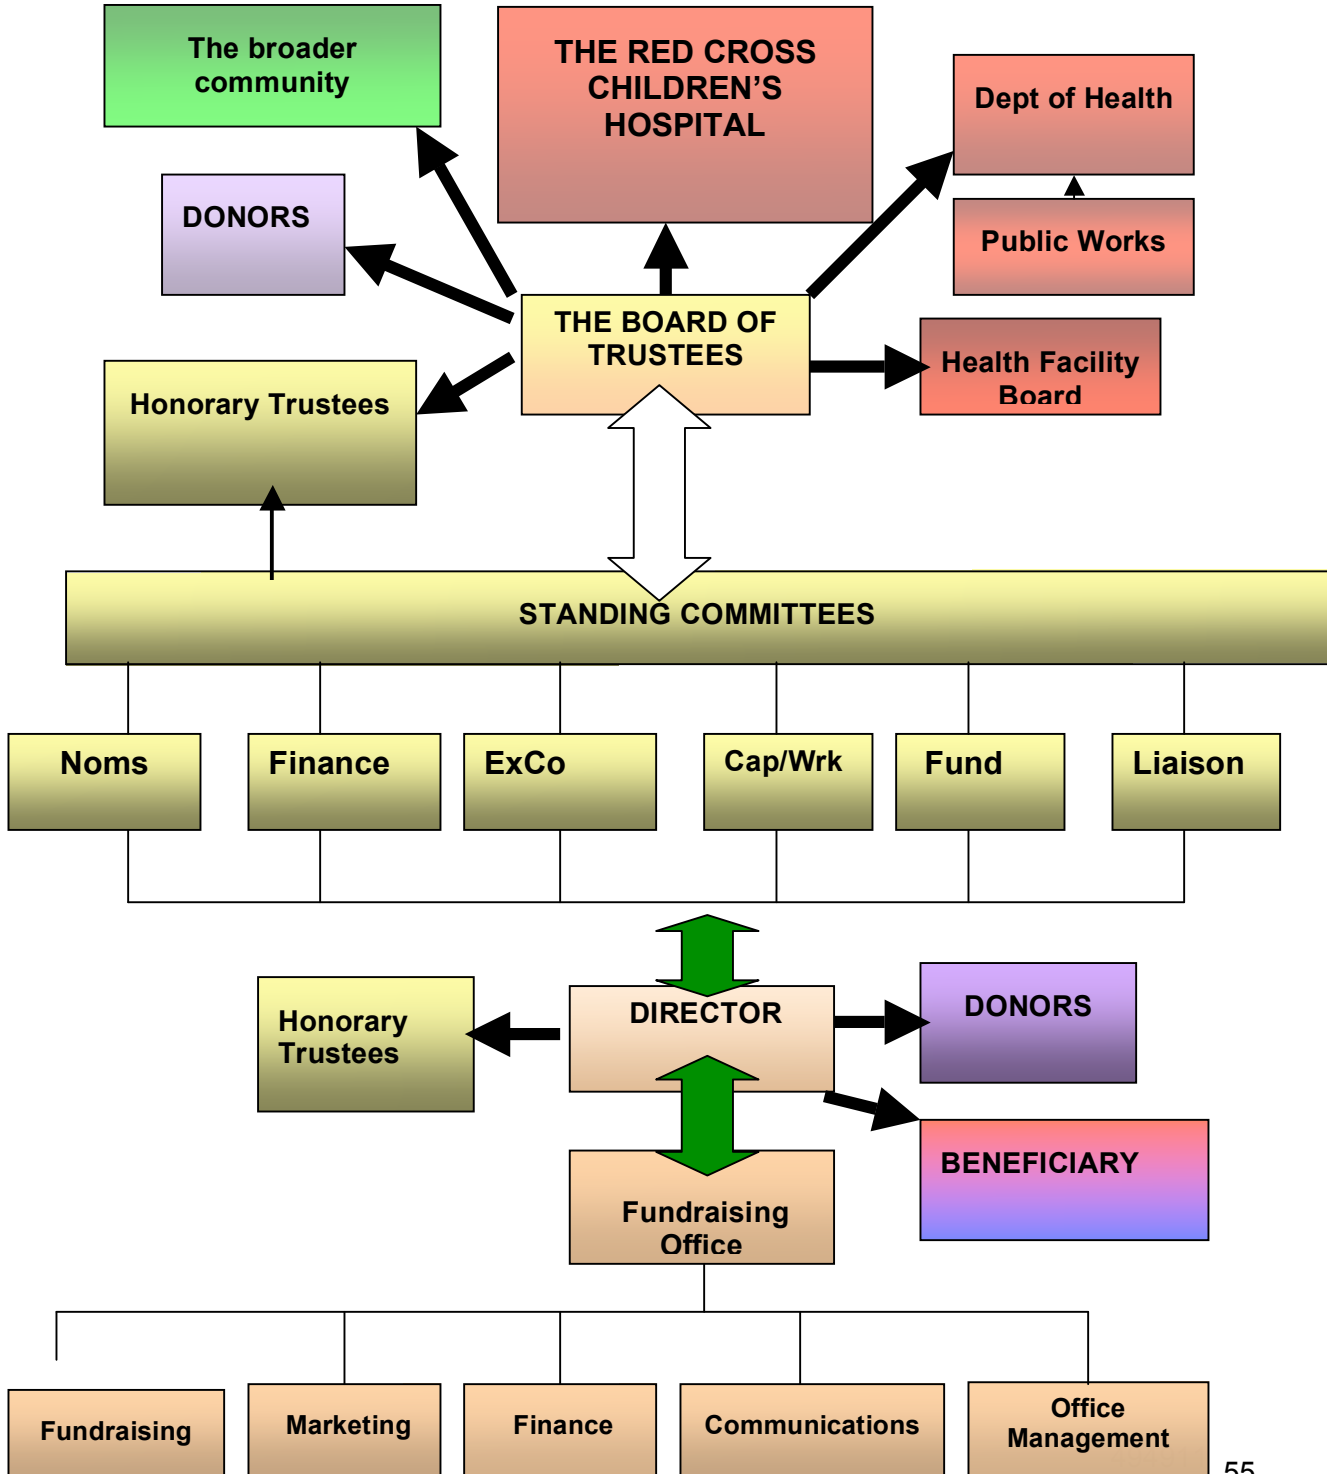 The broader
community
THE RED CROSS
CHILDREN'S
HOSPITAL
Dept of Health
DONORS
Public Works
THE BOARD OF
TRUSTEES
Health Facility
Board
Honorary Trustees
STANDING COMMITTEES
Noms
Finance
ExCo
Cap/Wrk
Fund
Liaison
Honorary
Trustees
DIRECTOR
DONORS
BENEFICIARY
Fundraising
Office
Fundraising
Marketing
Finance
Communications
Office
Management
55